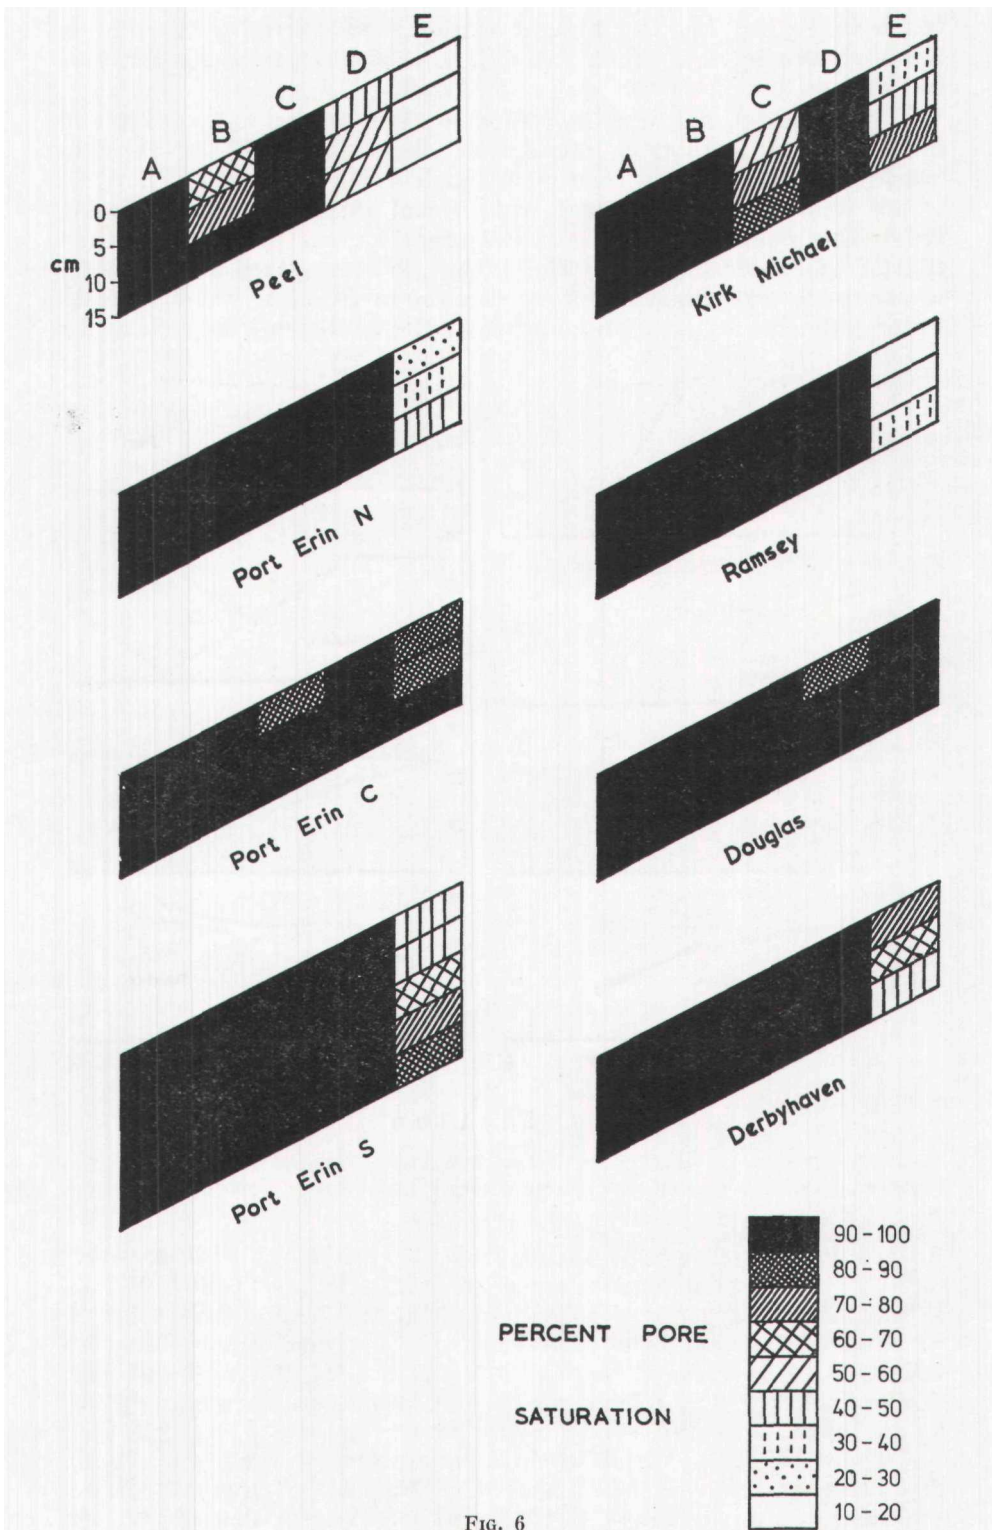 A B C D E
0
5
cm
10
15
Peel
A B C D E
Kirk Michael
Port Erin N
Ramsey
Port Erin C
Douglas
Port Erin S
Derbyhaven
90 - 100
80 - 90
70 - 80
60 - 70
50 - 60
40 - 50
30 - 40
20 - 30
10 - 20
PERCENT PORE
SATURATION
FIG. 6